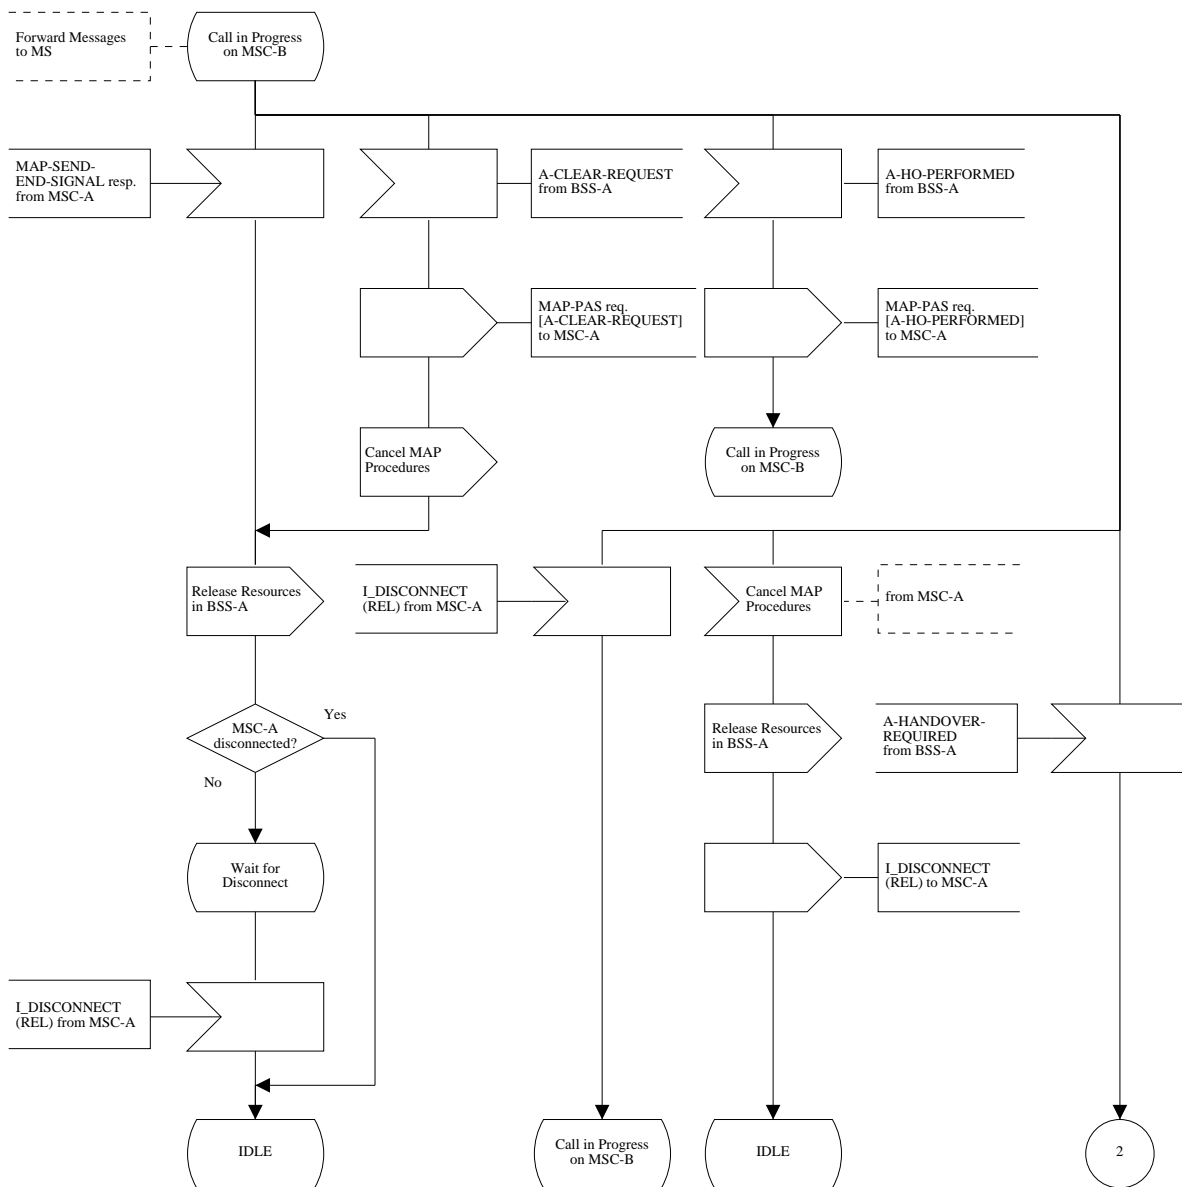 Forward Messages
to MS
Call in Progress
on MSC-B
MAP-SEND-
END-SIGNAL resp.
from MSC-A
A-CLEAR-REQUEST
from BSS-A
A-HO-PERFORMED
from BSS-A
MAP-PAS req.
[A-CLEAR-REQUEST]
to MSC-A
MAP-PAS req.
[A-HO-PERFORMED]
to MSC-A
Cancel MAP
Procedures
Call in Progress
on MSC-B
Release Resources
in BSS-A
I_DISCONNECT
(REL) from MSC-A
Cancel MAP
Procedures
from MSC-A
MSC-A
disconnected?
Yes
No
Release Resources
in BSS-A
A-HANDOVER-
REQUIRED
from BSS-A
Wait for
Disconnect
I_DISCONNECT
(REL) to MSC-A
I_DISCONNECT
(REL) from MSC-A
IDLE
Call in Progress
on MSC-B
IDLE
2